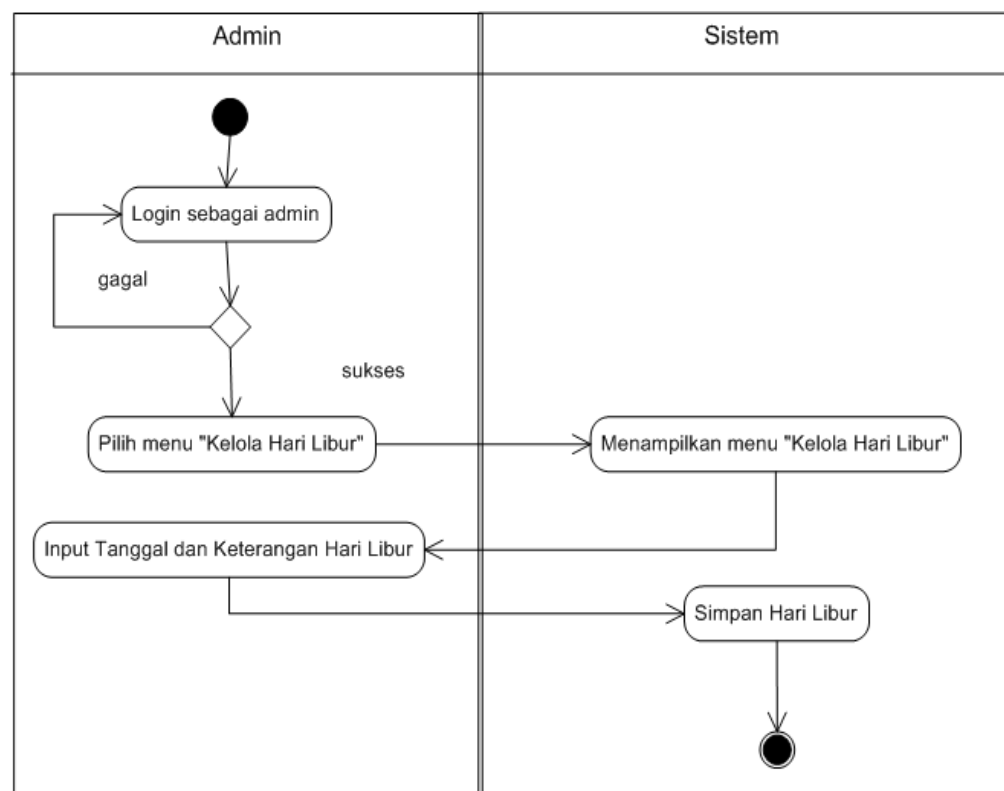 Admin
Sistem
Login sebagai admin
gagal
sukses
Pilih menu "Kelola Hari Libur"
Menampilkan menu "Kelola Hari Libur"
Input Tanggal dan Keterangan Hari Libur
Simpan Hari Libur